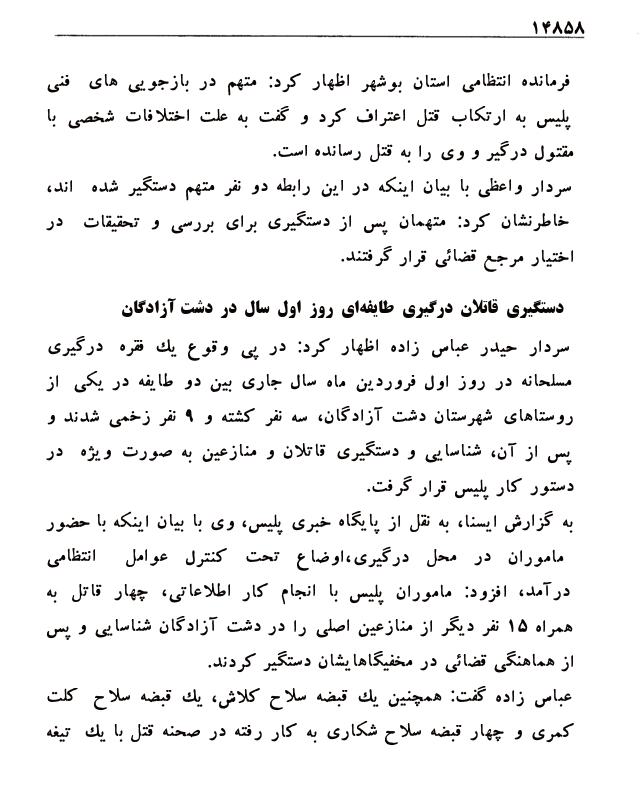 ۱۴۸۵۸
فرمانده انتظامی استان بوشهر اظهار کرد: متهم در بازجویی های فنی
پلیس به ارتکاب قتل اعتراف کرد و گفت به علت اختلافات شخصی با
مقتول درگیر و وی را به قتل رسانده است.
سردار واعظی با بیان اینکه در این رابطه دو نفر متهم دستگیر شده اند،
خاطرنشان کرد: متهمان پس از دستگیری برای بررسی و تحقیقات در
اختیار مرجع قضائی قرار گرفتند.
دستگیری قاتلان درگیری طایفه‌ای روز اول سال در دشت آزادگان
سردار حیدر عباس زاده اظهار کرد: در پی وقوع یك فقره درگیری
مسلحانه در روز اول فروردین ماه سال جاری بین دو طایفه در یکی از
روستاهای شهرستان دشت آزادگان، سه نفر کشته و ۹ نفر زخمی شدند و
پس از آن، شناسایی و دستگیری قاتلان و منازعین به صورت ویژه در
دستور کار پلیس قرار گرفت.
به گزارش ایسنا، به نقل از پایگاه خبری پلیس، وی با بیان اینکه با حضور
ماموران در محل درگیری،اوضاع تحت کنترل عوامل انتظامی
درآمد، افزود: ماموران پلیس با انجام کار اطلاعاتی، چهار قاتل به
همراه ۱۵ نفر دیگر از منازعین اصلی را در دشت آزادگان شناسایی و پس
از هماهنگی قضائی در مخفیگاهایشان دستگیر کردند.
عباس زاده گفت: همچنین یك قبضه سلاح کلاش، یك قبضه سلاح کلت
کمری و چهار قبضه سلاح شکاری به کار رفته در صحنه قتل با یك تیغه